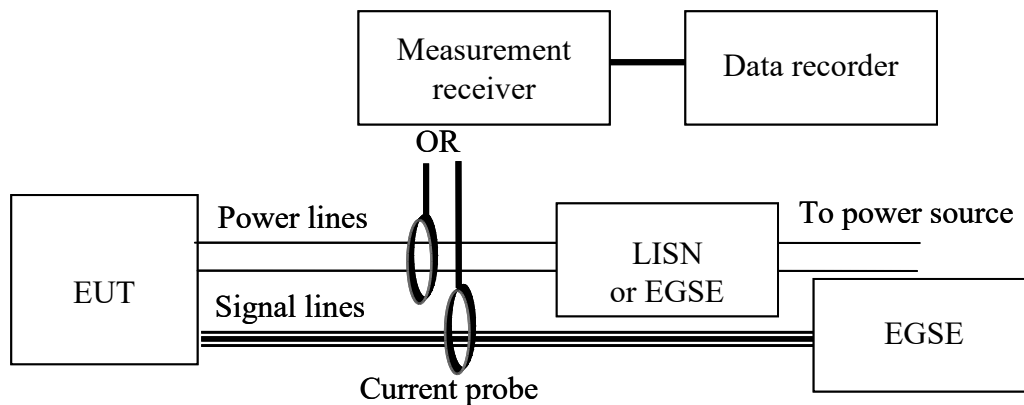 Measurement
receiver
Data recorder
OR
Power lines
To power source
LISN
or EGSE
EUT
Signal lines
EGSE
Current probe